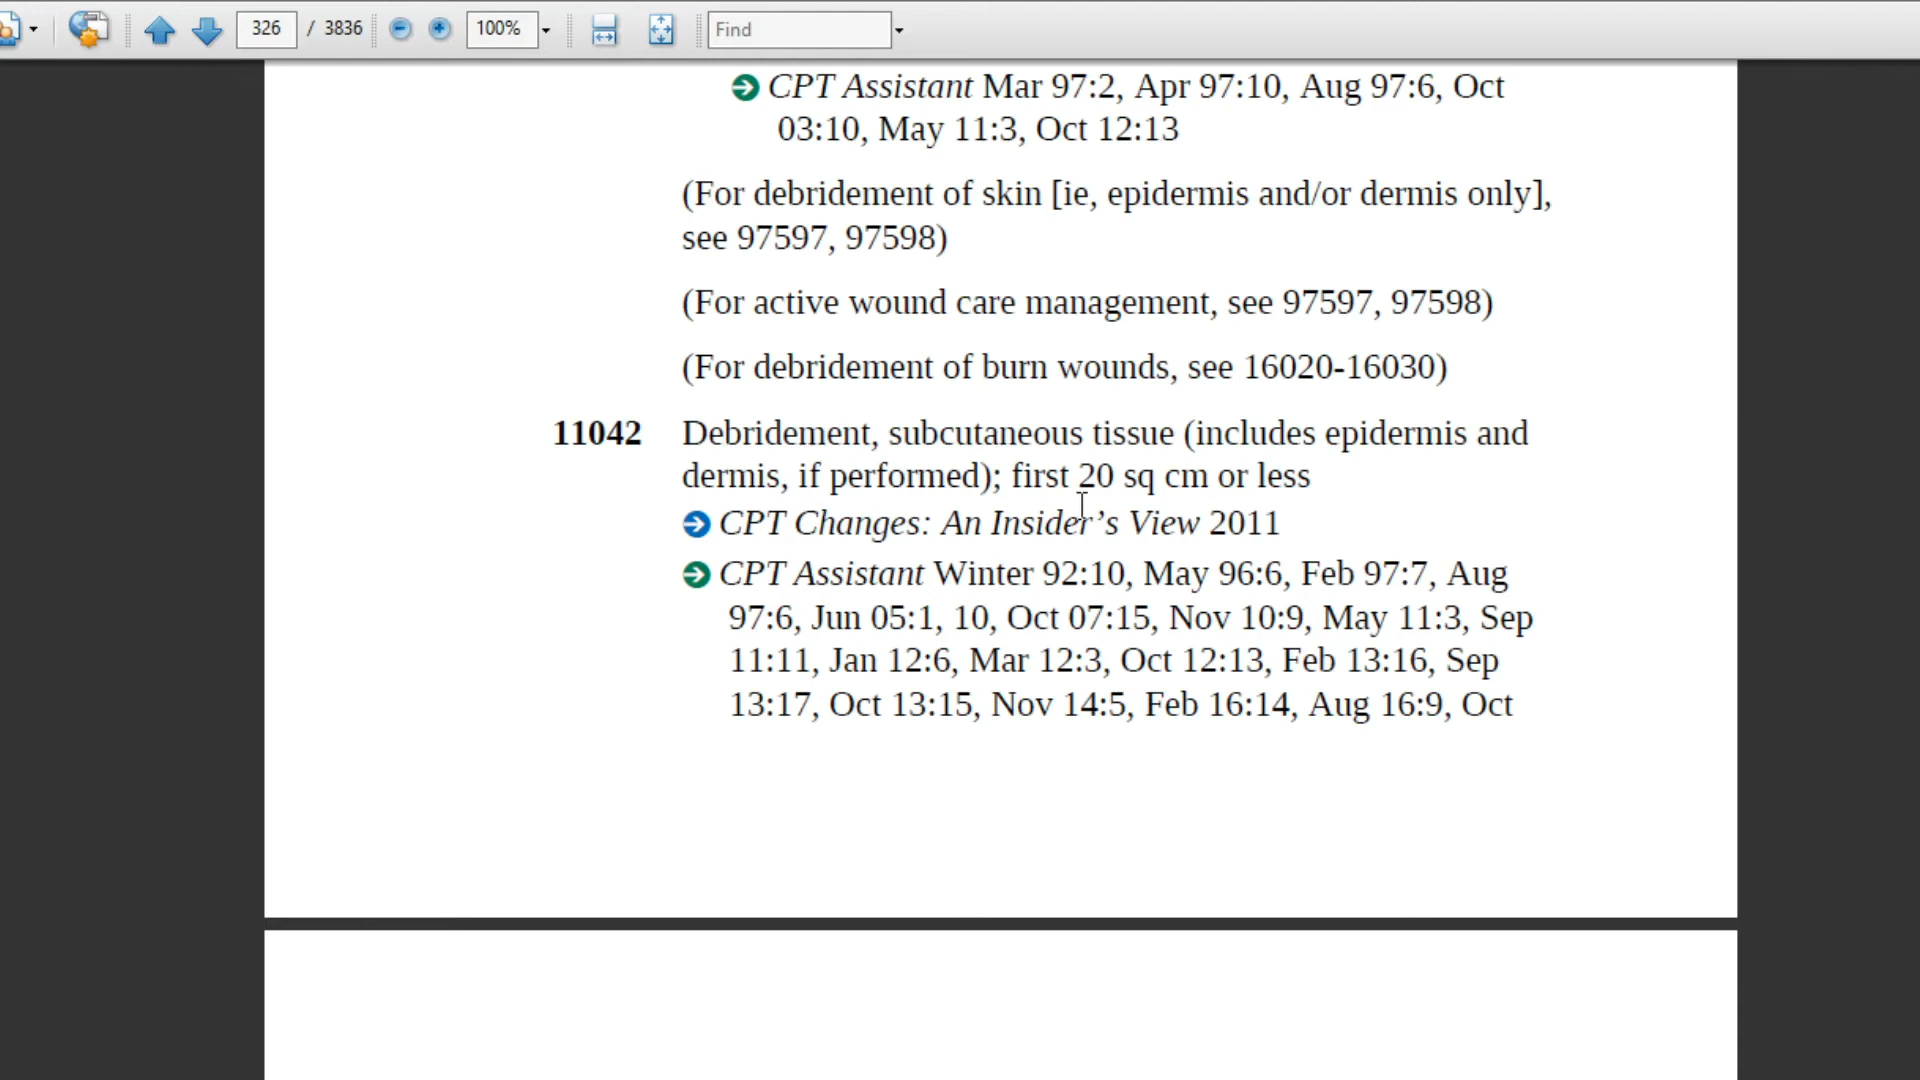 326 / 3836 100% Find
CPT Assistant Mar 97:2, Apr 97:10, Aug 97:6, Oct
03:10, May 11:3, Oct 12:13
(For debridement of skin [ie, epidermis and/or dermis only],
see 97597, 97598)
(For active wound care management, see 97597, 97598)
(For debridement of burn wounds, see 16020-16030)
11042 Debridement, subcutaneous tissue (includes epidermis and
dermis, if performed); first 20 sq cm or less
CPT Changes: An Insider’s View 2011
CPT Assistant Winter 92:10, May 96:6, Feb 97:7, Aug
97:6, Jun 05:1, 10, Oct 07:15, Nov 10:9, May 11:3, Sep
11:11, Jan 12:6, Mar 12:3, Oct 12:13, Feb 13:16, Sep
13:17, Oct 13:15, Nov 14:5, Feb 16:14, Aug 16:9, Oct